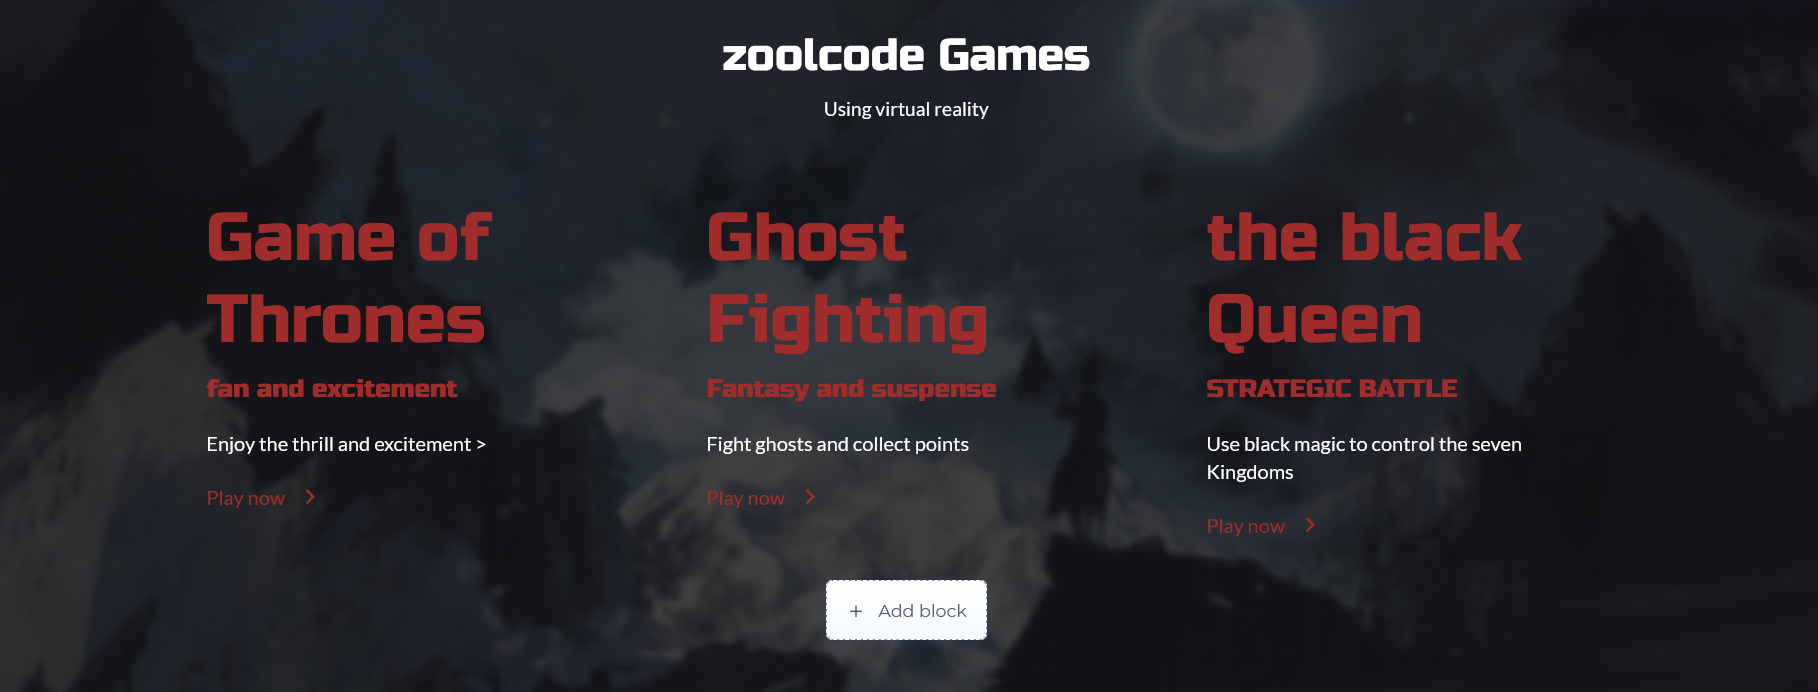 zoolcode Games
Using virtual reality
Game of
Thrones
fan and excitement
Enjoy the thrill and excitement >
Play now
Ghost
Fighting
Fantasy and suspense
Fight ghosts and collect points
Play now
the black
Queen
STRATEGIC BATTLE
Use black magic to control the seven
Kingdoms
Play now
+ Add block